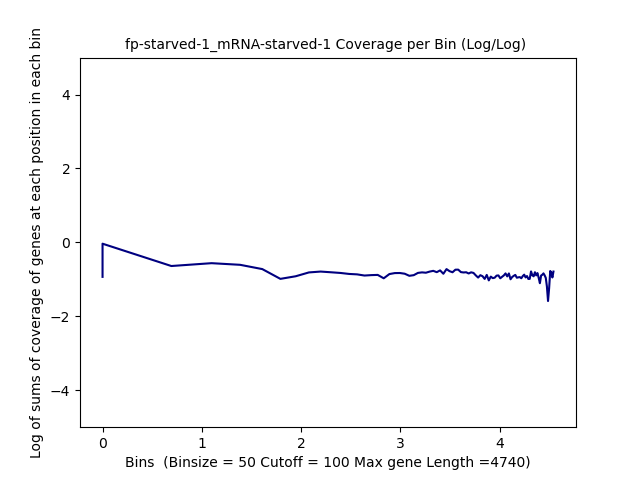 fp-starved-1_mRNA-starved-1 Coverage per Bin (Log/Log)
Log of sums of coverage of genes at each position in each bin
4
2
0
−2
−4
0 1 2 3 4
Bins  (Binsize = 50 Cutoff = 100 Max gene Length =4740)